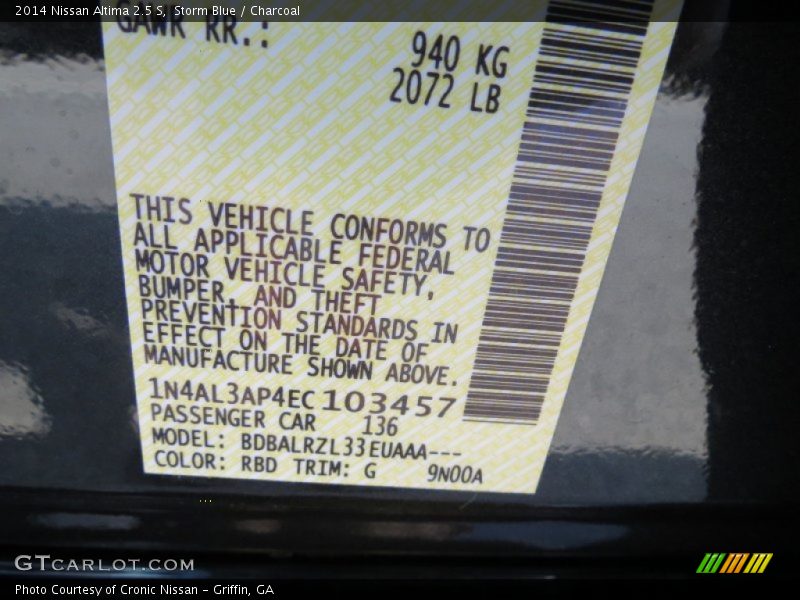 2014 Nissan Altima 2.5 S, Storm Blue / Charcoal
GAWR RR.:
940 KG
2072 LB
THIS VEHICLE CONFORMS TO
ALL APPLICABLE FEDERAL
MOTOR VEHICLE SAFETY,
BUMPER, AND THEFT
PREVENTION STANDARDS IN
EFFECT ON THE DATE OF
MANUFACTURE SHOWN ABOVE.
1N4AL3AP4EC103457
PASSENGER CAR 136
MODEL: BDBALRZL33EUAAA---
COLOR: RBD TRIM: G 9N00A
GTCARLOT.COM
Photo Courtesy of Cronic Nissan – Griffin, GA